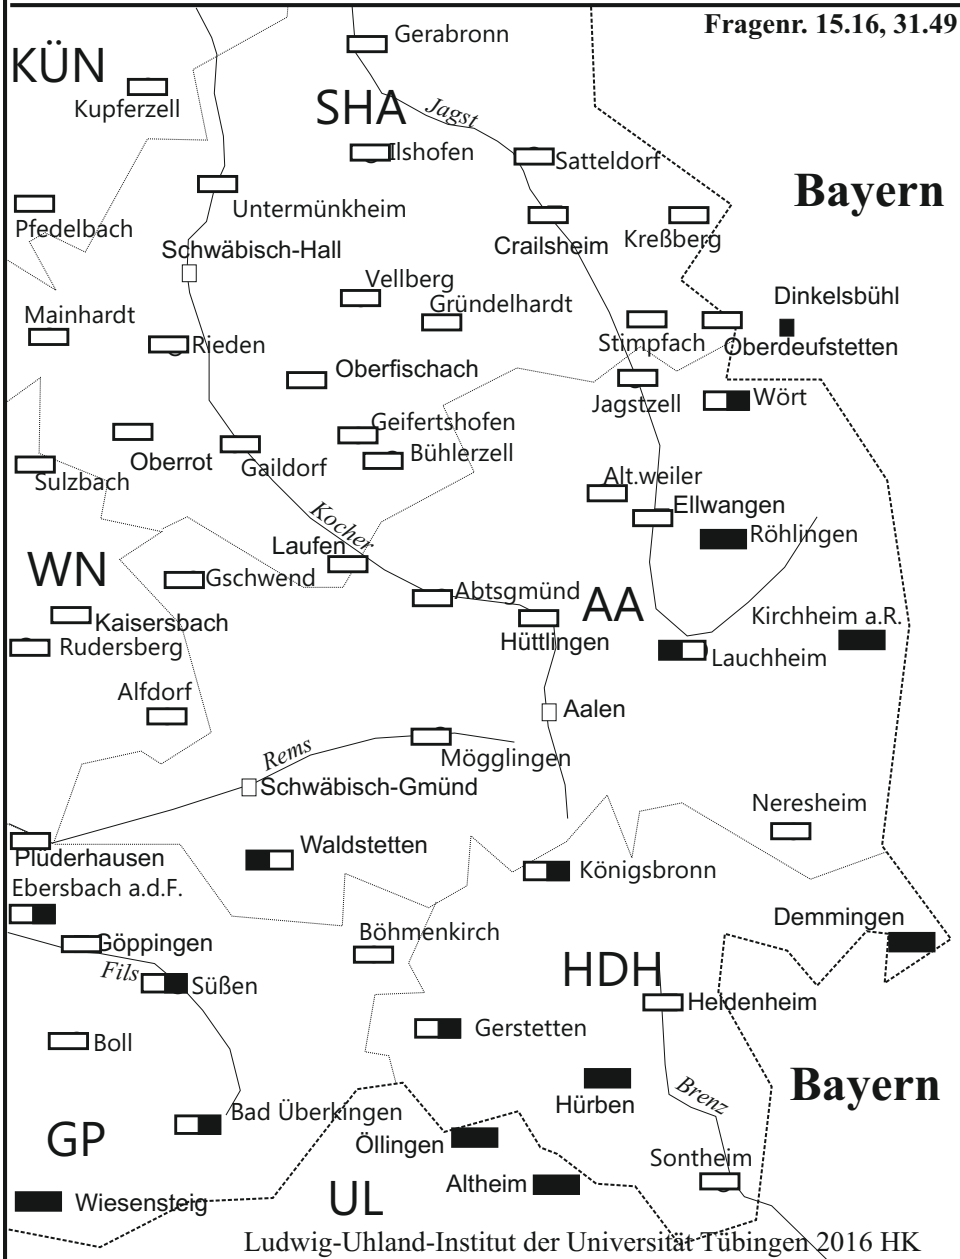 Fragenr. 15.16, 31.49
Gerabronn
KÜN
Kupferzell
SHA
Jagst
Ilshofen
Satteldorf
Bayern
Untermünkheim
Pfedelbach
Crailsheim
Kreßberg
Schwäbisch-Hall
Vellberg
Gründelhardt
Dinkelsbühl
Mainhardt
Rieden
Stimpfach
Oberdeufstetten
Oberfischach
Jagstzell
Wört
Geifertshofen
Oberrot
Gaildorf
Bühlerzell
Sulzbach
Alt.weiler
Ellwangen
Kocher
Röhlingen
Laufen
WN
Gschwend
Abtsgmünd
AA
Kirchheim a.R.
Kaisersbach
Hüttlingen
Rudersberg
Lauchheim
Alfdorf
Aalen
Rems
Mögglingen
Schwäbisch-Gmünd
Neresheim
Plüderhausen
Waldstetten
Königsbronn
Ebersbach a.d.F.
Demmingen
Göppingen
Böhmenkirch
Fils
Süßen
HDH
Heidenheim
Gerstetten
Boll
Bayern
Hürben
Brenz
Bad Überkingen
GP
Öllingen
Sontheim
Altheim
Wiesensteig
UL
Ludwig-Uhland-Institut der Universität Tübingen 2016 HK